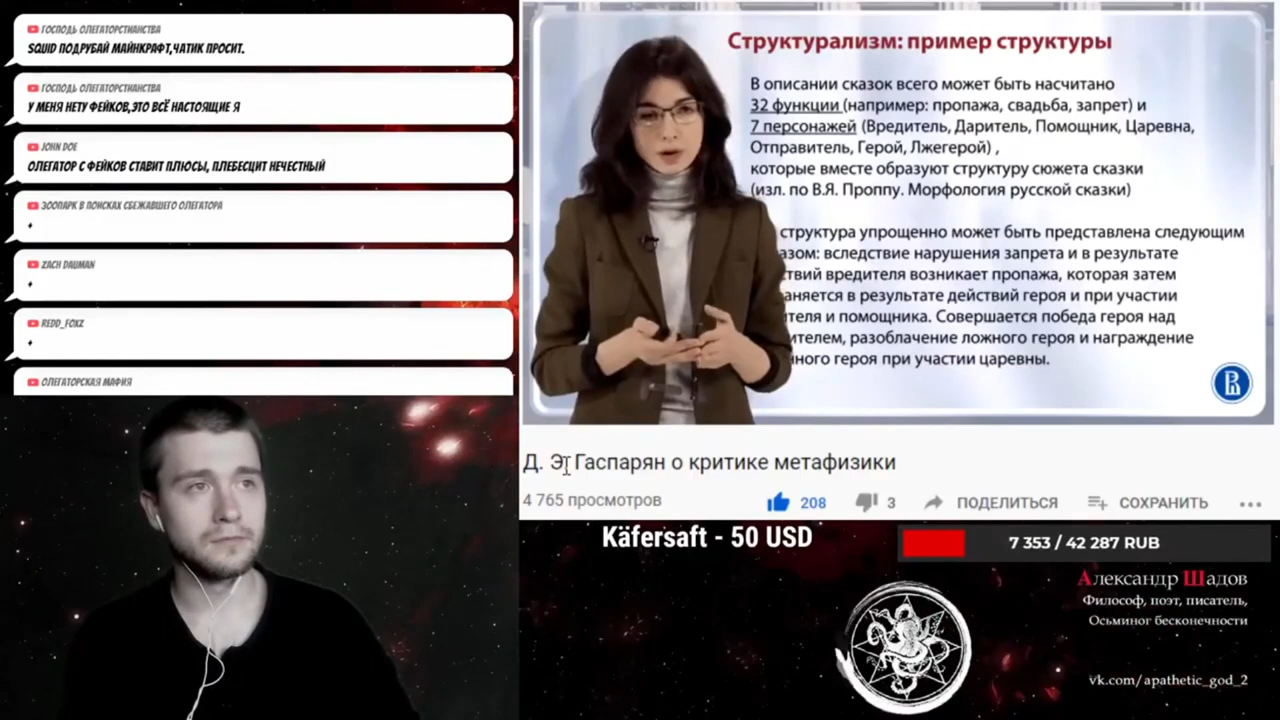 ГОСПОДЬ ОЛЕГАТОРСТИАНСТВА
SQUID ПОДРУБАЙ МАЙНКРАФТ,ЧАТИК ПРОСИТ.
ГОСПОДЬ ОЛЕГАТОРСТИАНСТВА
У МЕНЯ НЕТУ ФЕЙКОВ,ЭТО ВСЁ НАСТОЯЩИЕ Я
JOHN DOE
ОЛЕГАТОР С ФЕЙКОВ СТАВИТ ПЛЮСЫ, ПЛЕБЕСЦИТ НЕЧЕСТНЫЙ
ЗООПАРК В ПОИСКАХ СБЕЖАВШЕГО ОЛЕГАТОРА
+
ZACH DAUMAN
+
REDD_FOXZ
+
ОЛЕГАТОРСКАЯ МАФИЯ
Структурализм: пример структуры
В описании сказок всего может быть насчитано
32 функции (например: пропажа, свадьба, запрет) и
7 персонажей (Вредитель, Даритель, Помощник, Царевна,
Отправитель, Герой, Лжегерой) ,
которые вместе образуют структуру сюжета сказки
(изл. по В.Я. Проппу. Морфология русской сказки)
структура упрощенно может быть представлена следующим
азом: вследствие нарушения запрета и в результате
ствий вредителя возникает пропажа, которая затем
аняется в результате действий героя и при участии
ителя и помощника. Совершается победа героя над
ителем, разоблачение ложного героя и награждение
нного героя при участии царевны.
Д. Э. Гаспарян о критике метафизики
4 765 просмотров
208
3
ПОДЕЛИТЬСЯ
СОХРАНИТЬ
Käfersaft - 50 USD
7 353 / 42 287 RUB
Александр Шадов
Философ, поэт, писатель,
Осьминог бесконечности
vk.com/apathetic_god_2